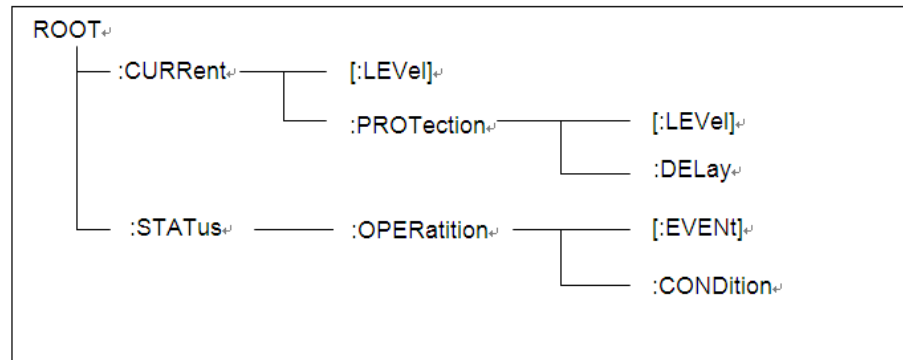 ROOT↵
:CURRent↵ [:LEVel]↵
:PROTection↵ [:LEVel]↵
:DELay↵
:STATus↵ :OPERatition↵ [:EVENt]↵
:CONDition↵